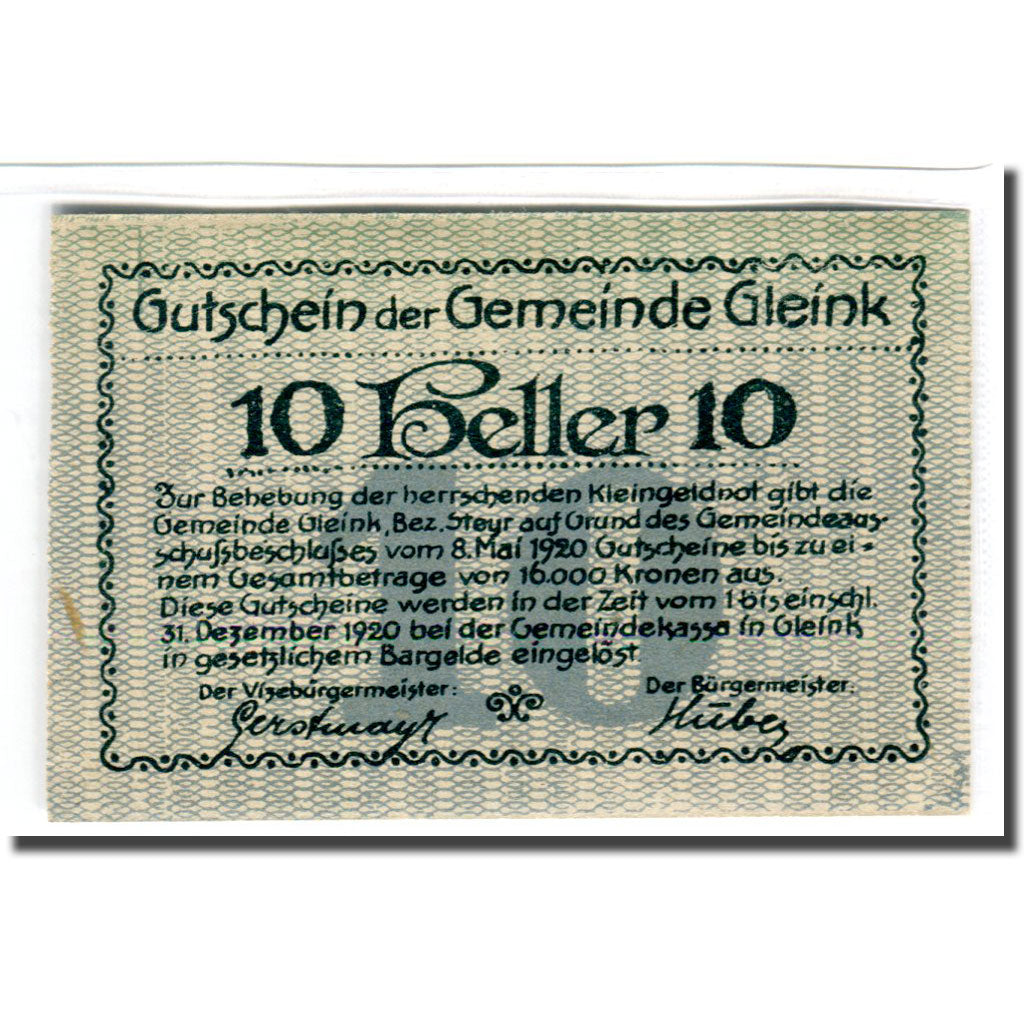 Gutschein der Gemeinde Gleink
10 Heller 10
10
Zur Behebung der herrschenden Kleingeldnot gibt die
Gemeinde Gleink, Bez. Steyr auf Grund des Gemeindeaus-
schußbeschlußes vom 8. Mai 1920 Gutscheine bis zu ei-
nem Gesamtbetrage von 16.000 Kronen aus.
Diese Gutscheine werden in der Zeit vom 1 bis einschl.
31. Dezember 1920 bei der Gemeindekassa in Gleink
in gesetzlichem Bargelde eingelöst
Der Vizebürgermeister: Der Bürgermeister:
Gerstmayr Huber